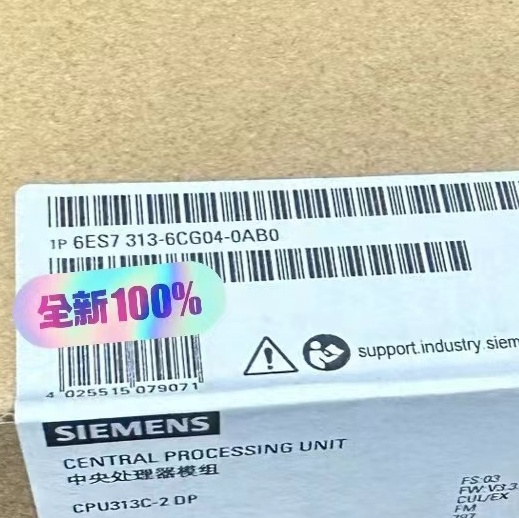 1P 6ES7 313-6CG04-0AB0
全新100%
4 025515 079071
support.industry.siem
SIEMENS
CENTRAL PROCESSING UNIT
中央处理器模组
CPU313C-2 DP
FS:03
FW:V3.3
CUL/EX
FM